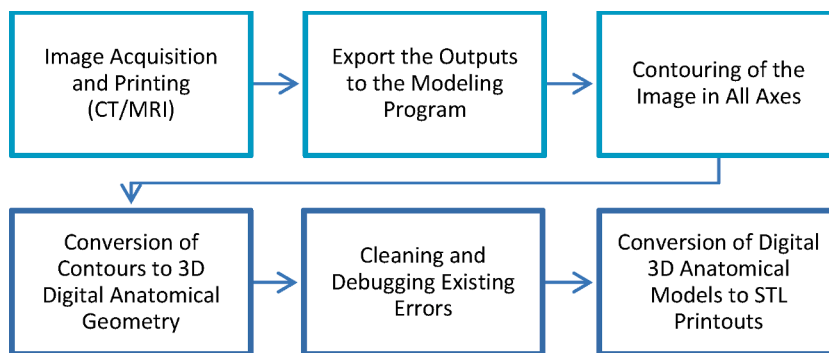 Image Acquisition
and Printing
(CT/MRI)
Export the Outputs
to the Modeling
Program
Contouring of the
Image in All Axes
Conversion of
Contours to 3D
Digital Anatomical
Geometry
Cleaning and
Debugging Existing
Errors
Conversion of Digital
3D Anatomical
Models to STL
Printouts